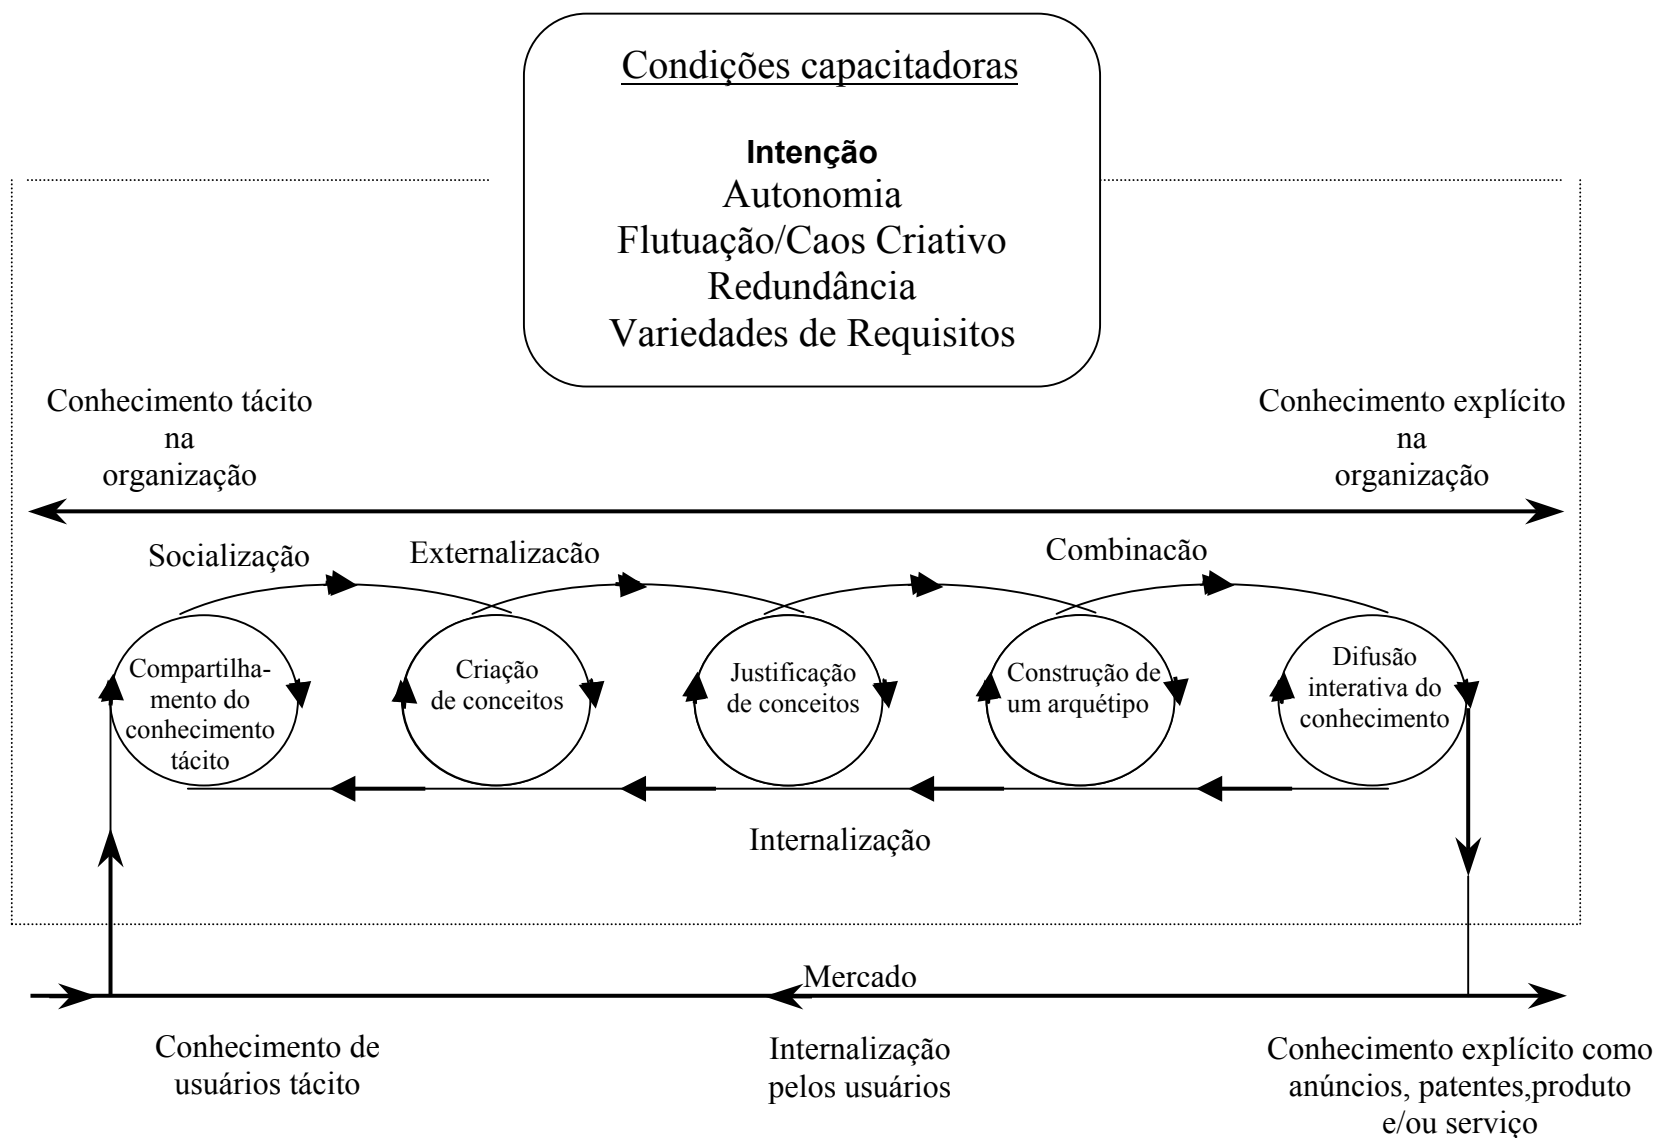 Condições capacitadoras
Intenção
Autonomia
Flutuação/Caos Criativo
Redundância
Variedades de Requisitos
Conhecimento tácito
na
organização
Conhecimento explícito
na
organização
Socialização
Externalizacão
Combinacão
Compartilha-
mento do
conhecimento
tácito
Criação
de conceitos
Justificação
de conceitos
Construção de
um arquétipo
Difusão
interativa do
conhecimento
Internalização
Mercado
Conhecimento de
usuários tácito
Internalização
pelos usuários
Conhecimento explícito como
anúncios, patentes,produto
e/ou serviço